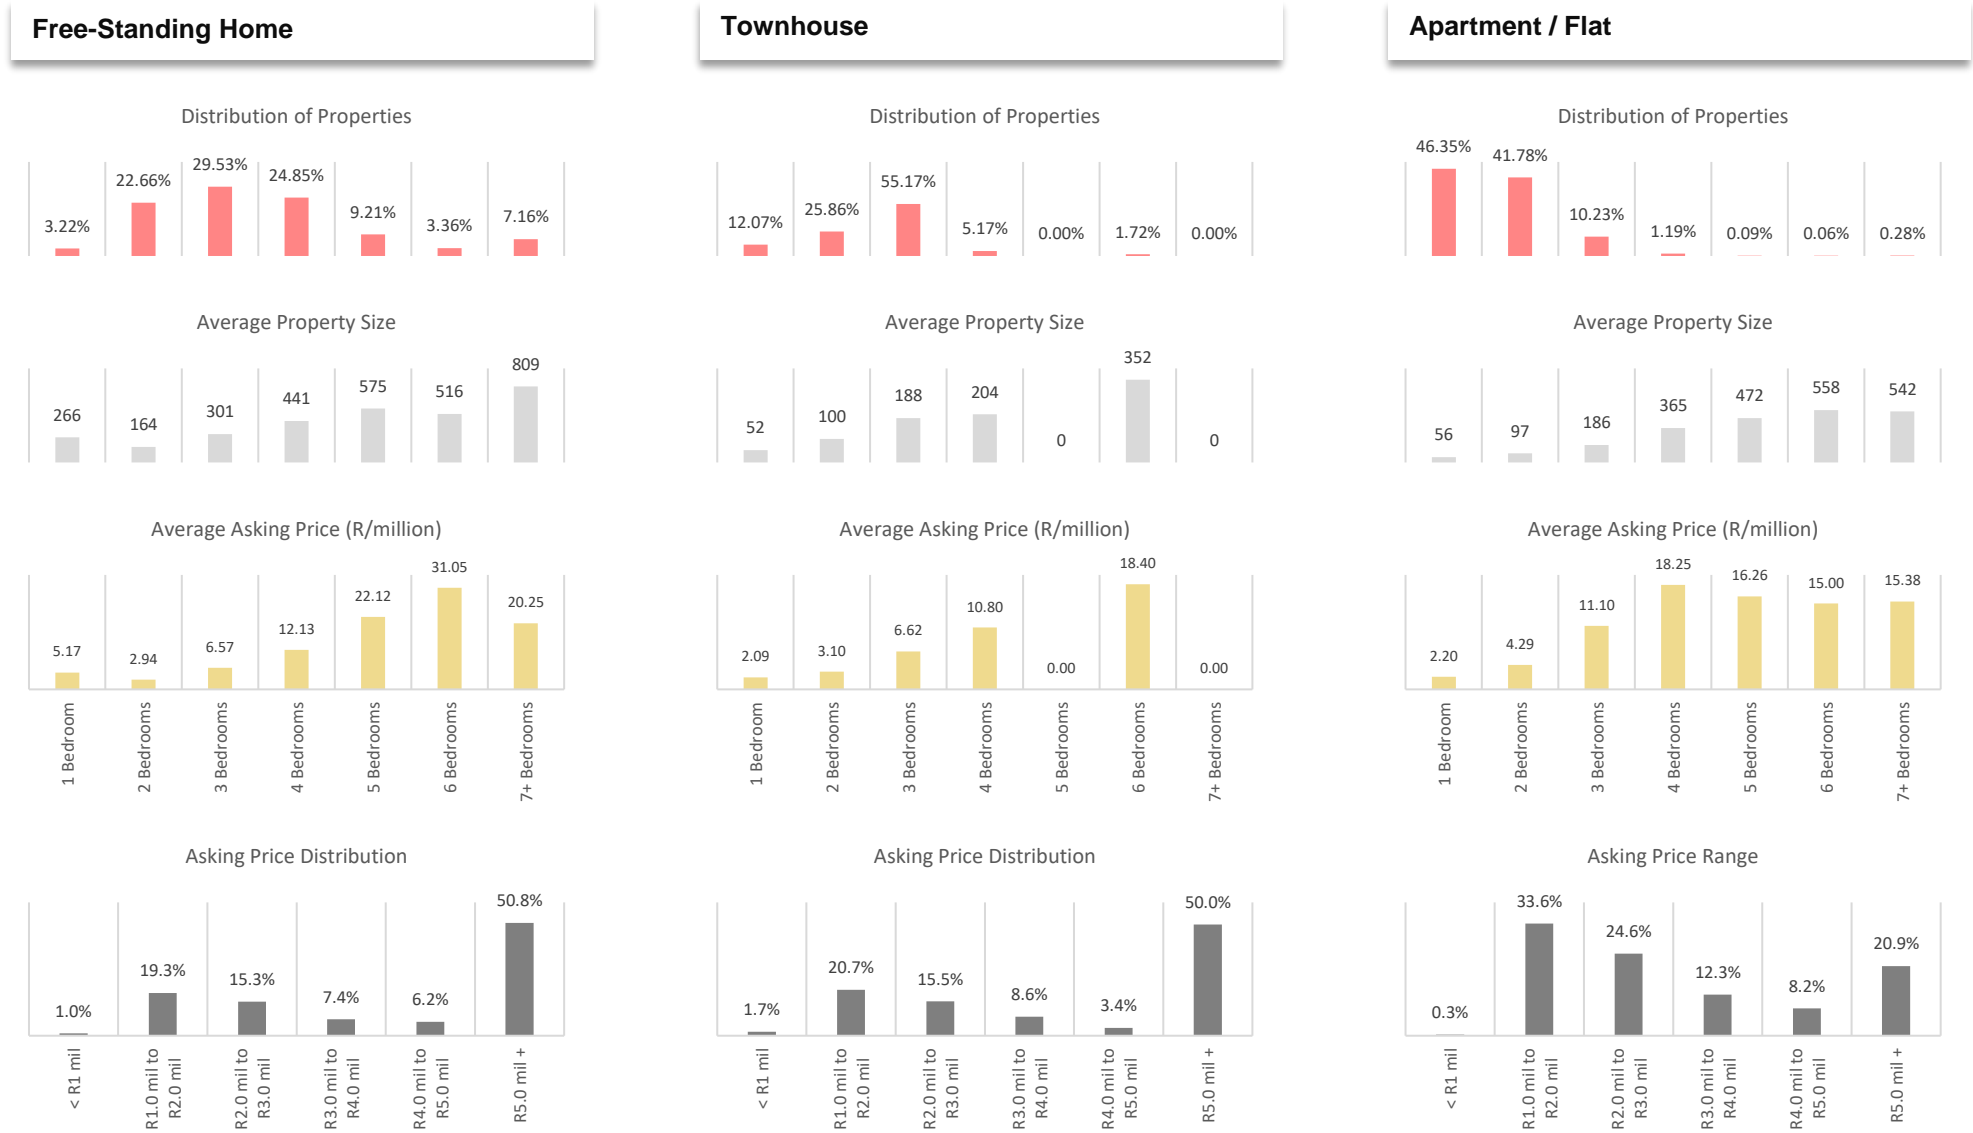 Free-Standing Home
Distribution of Properties
3.22%
22.66%
29.53%
24.85%
9.21%
3.36%
7.16%
Average Property Size
266
164
301
441
575
516
809
Average Asking Price (R/million)
5.17
2.94
6.57
12.13
22.12
31.05
20.25
1 Bedroom
2 Bedrooms
3 Bedrooms
4 Bedrooms
5 Bedrooms
6 Bedrooms
7+ Bedrooms
Asking Price Distribution
1.0%
19.3%
15.3%
7.4%
6.2%
50.8%
< R1 mil
R1.0 mil to
R2.0 mil
R2.0 mil to
R3.0 mil
R3.0 mil to
R4.0 mil
R4.0 mil to
R5.0 mil
R5.0 mil +
Townhouse
Distribution of Properties
12.07%
25.86%
55.17%
5.17%
0.00%
1.72%
0.00%
Average Property Size
52
100
188
204
0
352
0
Average Asking Price (R/million)
2.09
3.10
6.62
10.80
0.00
18.40
0.00
1 Bedroom
2 Bedrooms
3 Bedrooms
4 Bedrooms
5 Bedrooms
6 Bedrooms
7+ Bedrooms
Asking Price Distribution
1.7%
20.7%
15.5%
8.6%
3.4%
50.0%
< R1 mil
R1.0 mil to
R2.0 mil
R2.0 mil to
R3.0 mil
R3.0 mil to
R4.0 mil
R4.0 mil to
R5.0 mil
R5.0 mil +
Apartment / Flat
Distribution of Properties
46.35%
41.78%
10.23%
1.19%
0.09%
0.06%
0.28%
Average Property Size
56
97
186
365
472
558
542
Average Asking Price (R/million)
2.20
4.29
11.10
18.25
16.26
15.00
15.38
1 Bedroom
2 Bedrooms
3 Bedrooms
4 Bedrooms
5 Bedrooms
6 Bedrooms
7+ Bedrooms
Asking Price Range
0.3%
33.6%
24.6%
12.3%
8.2%
20.9%
< R1 mil
R1.0 mil to
R2.0 mil
R2.0 mil to
R3.0 mil
R3.0 mil to
R4.0 mil
R4.0 mil to
R5.0 mil
R5.0 mil +